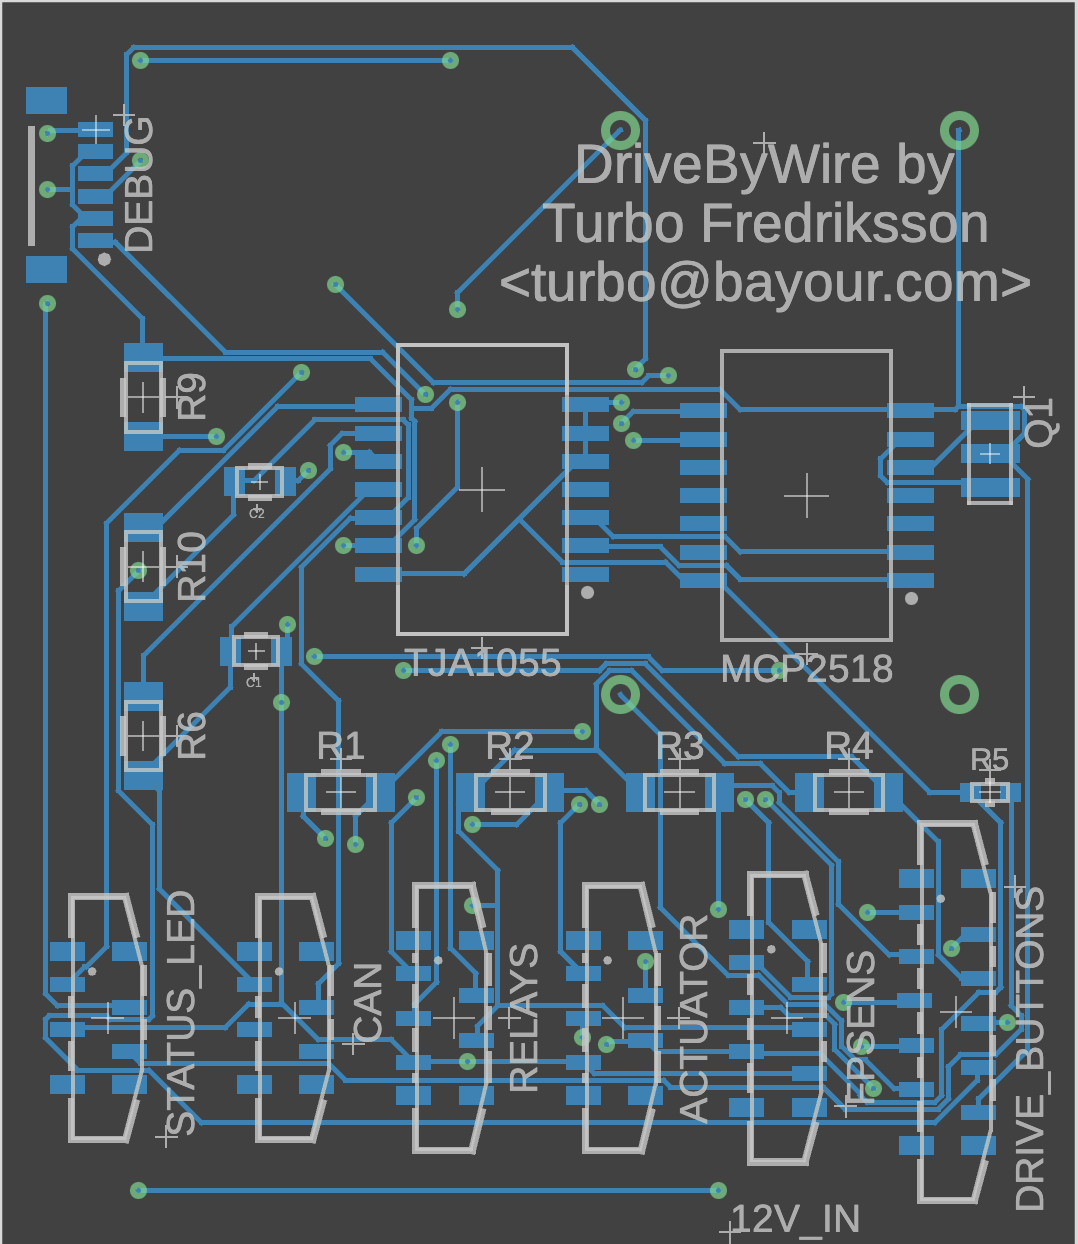 DEBUG
DriveByWire by
Turbo Fredriksson
<turbo@bayour.com>
R9
Q1
C2
R10
TJA1055
MCP2518
C1
R6
R1
R2
R3
R4
R5
STATUS_LED
CAN
RELAYS
ACTUATOR
EPSENS
DRIVE_BUTTONS
12V_IN